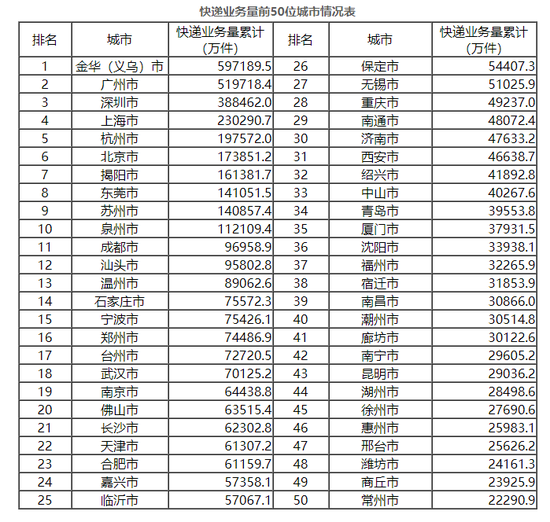 快递业务量前50位城市情况表
排名 城市 快递业务量累计(万件) 排名 城市 快递业务量累计(万件)
1 金华（义乌）市 597189.5 26 保定市 54407.3
2 广州市 519718.4 27 无锡市 51025.9
3 深圳市 388462.0 28 重庆市 49237.0
4 上海市 230290.7 29 南通市 48072.4
5 杭州市 197572.0 30 济南市 47633.2
6 北京市 173851.2 31 西安市 46638.7
7 揭阳市 161381.7 32 绍兴市 41892.8
8 东莞市 141051.5 33 中山市 40267.6
9 苏州市 140857.4 34 青岛市 39553.8
10 泉州市 112109.4 35 厦门市 37931.5
11 成都市 96958.9 36 沈阳市 33938.1
12 汕头市 95802.8 37 福州市 32265.9
13 温州市 89062.6 38 宿迁市 31853.9
14 石家庄市 75572.3 39 南昌市 30866.0
15 宁波市 75426.1 40 潮州市 30514.8
16 郑州市 74486.9 41 廊坊市 30122.6
17 台州市 72720.5 42 南宁市 29605.2
18 武汉市 70125.2 43 昆明市 29036.2
19 南京市 64438.8 44 湖州市 28498.6
20 佛山市 63515.4 45 徐州市 27690.6
21 长沙市 62302.8 46 惠州市 25983.1
22 天津市 61307.2 47 邢台市 25626.2
23 合肥市 61159.7 48 潍坊市 24161.3
24 嘉兴市 57358.1 49 商丘市 23925.9
25 临沂市 57067.1 50 常州市 22290.9